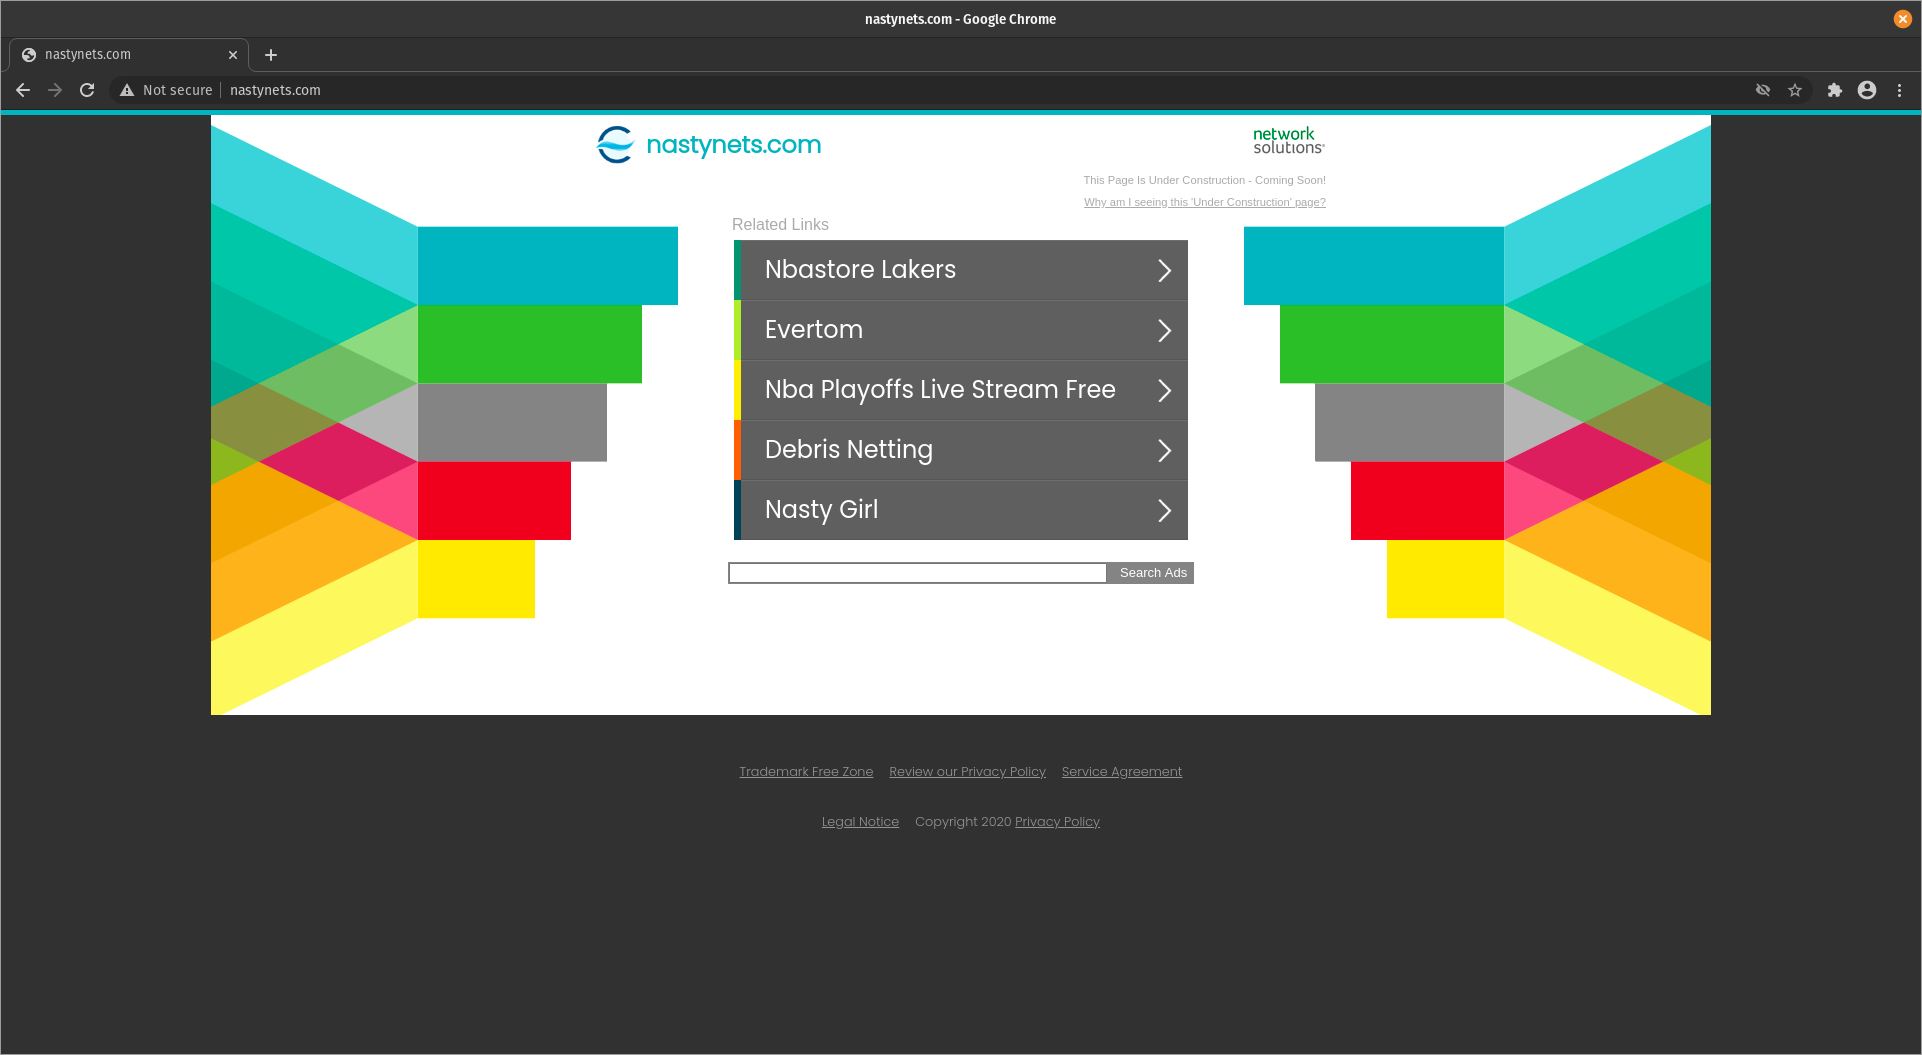 nastynets.com - Google Chrome
nastynets.com
Not secure nastynets.com
nastynets.com
network
solutions
This Page Is Under Construction - Coming Soon!
Why am I seeing this 'Under Construction' page?
Related Links
Nbastore Lakers
Evertom
Nba Playoffs Live Stream Free
Debris Netting
Nasty Girl
Search Ads
Trademark Free Zone Review our Privacy Policy Service Agreement
Legal Notice Copyright 2020 Privacy Policy